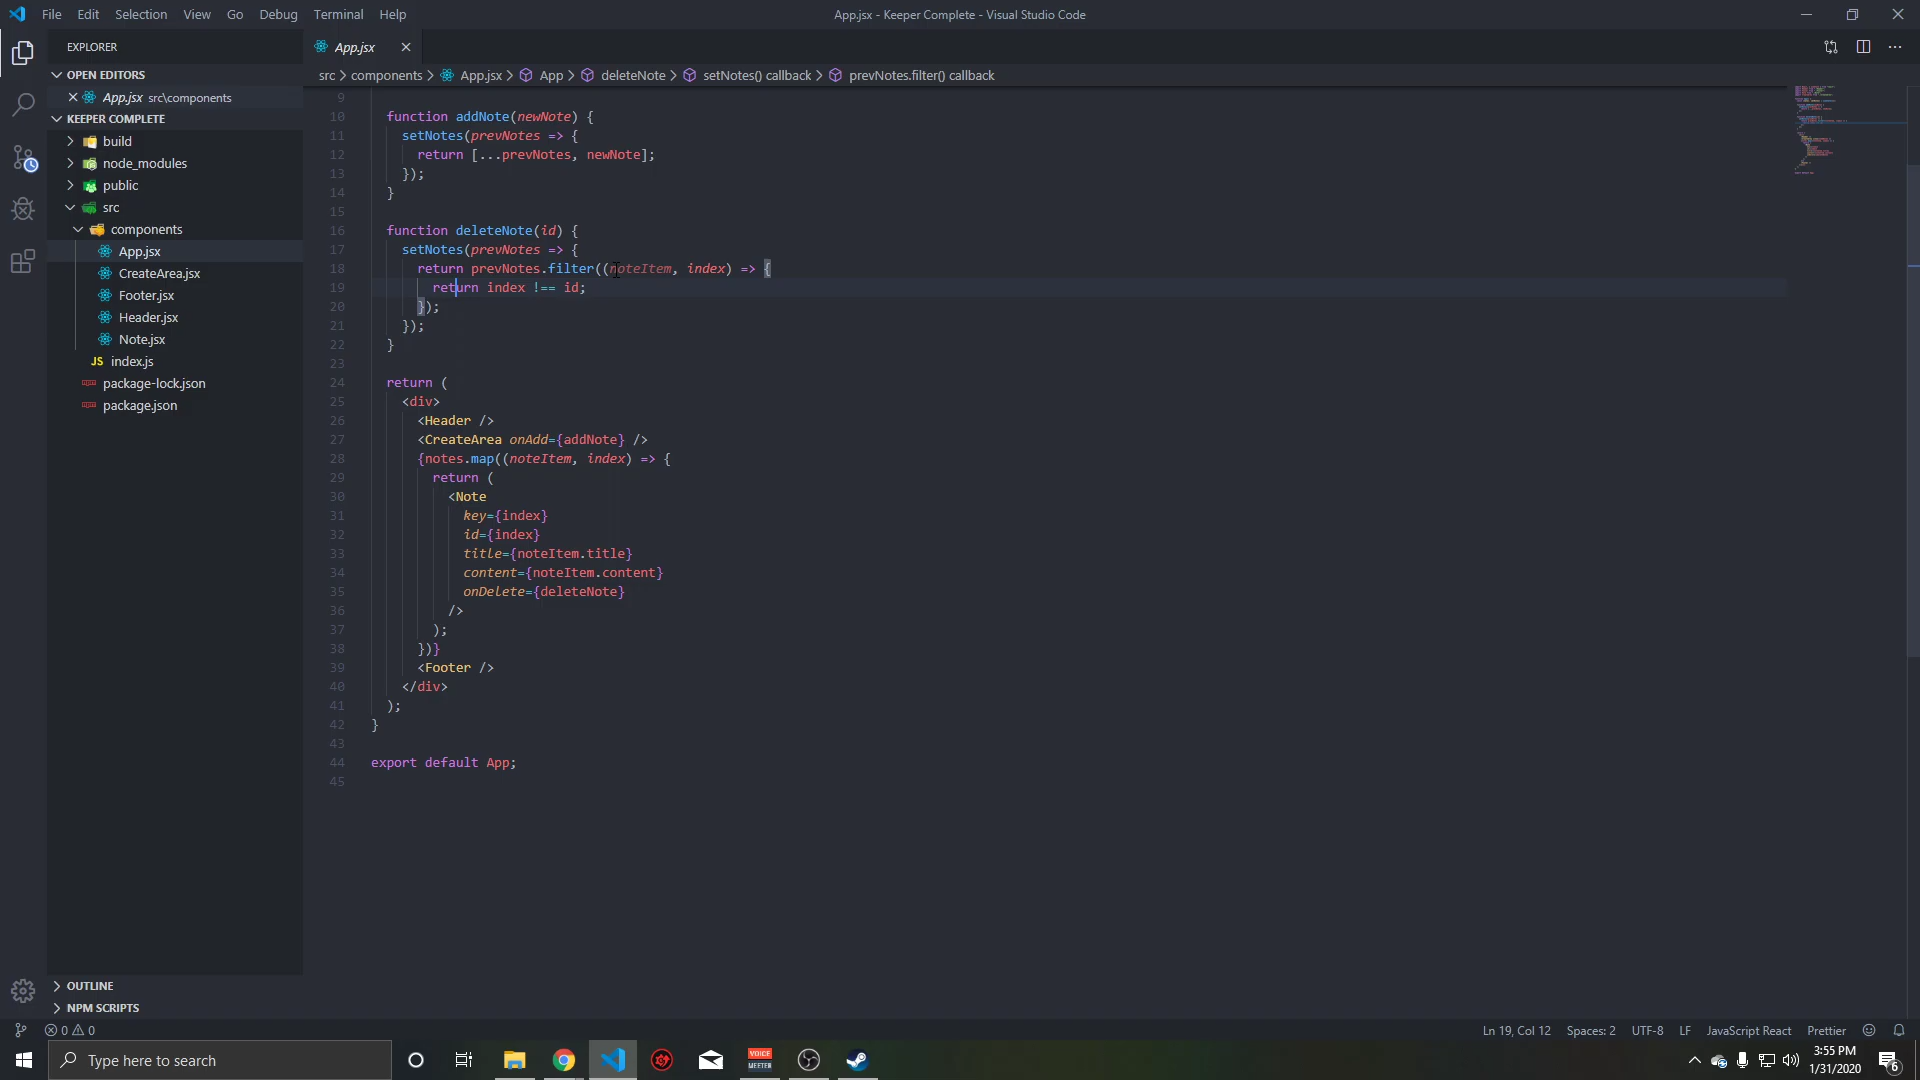 File Edit Selection View Go Debug Terminal Help
App.jsx - Keeper Complete - Visual Studio Code
EXPLORER
OPEN EDITORS
App.jsx src\components
KEEPER COMPLETE
build
node_modules
public
src
components
App.jsx
CreateArea.jsx
Footer.jsx
Header.jsx
Note.jsx
index.js
package-lock.json
package.json
OUTLINE
NPM SCRIPTS
App.jsx
src > components > App.jsx > App > deleteNote > setNotes() callback > prevNotes.filter() callback
9
10 function addNote(newNote) {
11 setNotes(prevNotes => {
12 return [...prevNotes, newNote];
13 });
14 }
15
16 function deleteNote(id) {
17 setNotes(prevNotes => {
18 return prevNotes.filter((noteItem, index) => {
19 return index !== id;
20 });
21 });
22 }
23
24 return (
25 <div>
26 <Header />
27 <CreateArea onAdd={addNote} />
28 {notes.map((noteItem, index) => {
29 return (
30 <Note
31 key={index}
32 id={index}
33 title={noteItem.title}
34 content={noteItem.content}
35 onDelete={deleteNote}
36 />
37 );
38 })}
39 <Footer />
40 </div>
41 );
42 }
43
44 export default App;
45
0 0
Ln 19, Col 12 Spaces: 2 UTF-8 LF JavaScript React Prettier
Type here to search
VOICE
MEETER
3:55 PM
1/31/2020
6